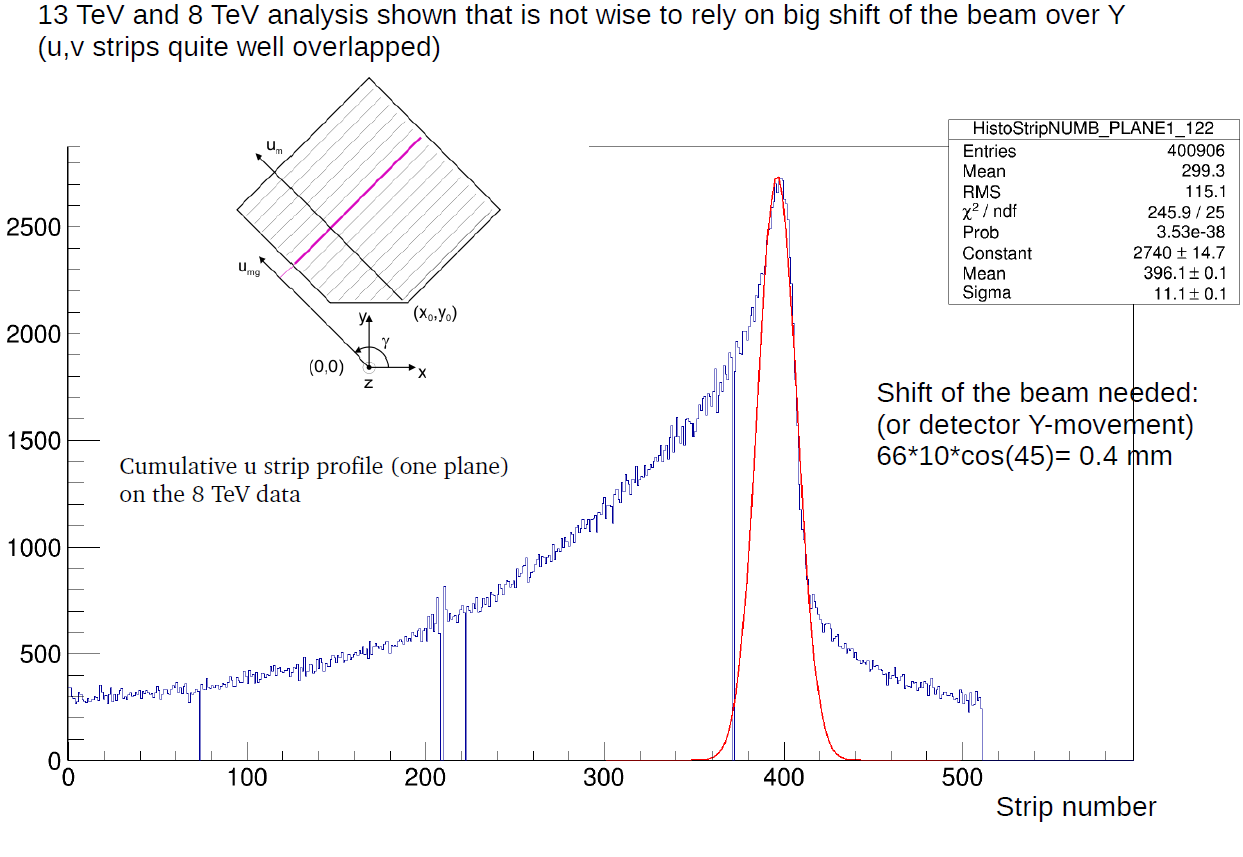 13 TeV and 8 TeV analysis shown that is not wise to rely on big shift of the beam over Y
(u,v strips quite well overlapped)
u_m
u_mg
(x_0,y_0)
y
γ
(0,0)
x
z
HistoStripNUMB_PLANE1_122
Entries 400906
Mean 299.3
RMS 115.1
χ² / ndf 245.9 / 25
Prob 3.53e-38
Constant 2740 ± 14.7
Mean 396.1 ± 0.1
Sigma 11.1 ± 0.1
Shift of the beam needed:
(or detector Y-movement)
66*10*cos(45)= 0.4 mm
Cumulative u strip profile (one plane)
on the 8 TeV data
2500
2000
1500
1000
500
0
0 100 200 300 400 500
Strip number